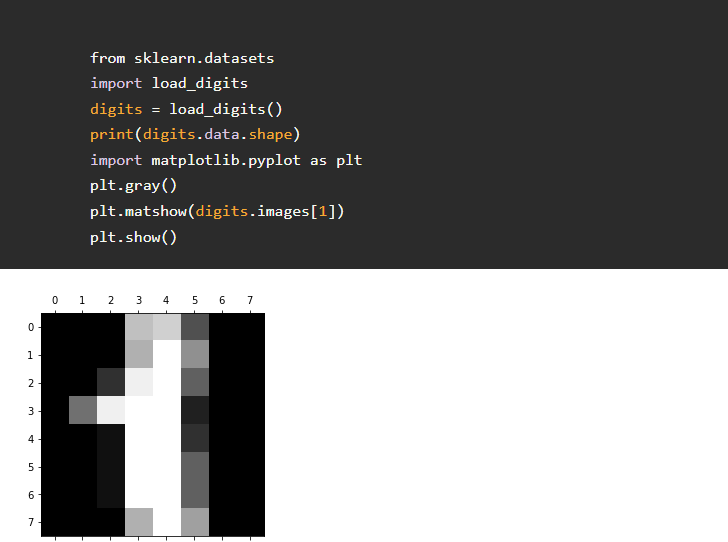 from sklearn.datasets
import load_digits
digits = load_digits()
print(digits.data.shape)
import matplotlib.pyplot as plt
plt.gray()
plt.matshow(digits.images[1])
plt.show()
0 1 2 3 4 5 6 7
0
1
2
3
4
5
6
7